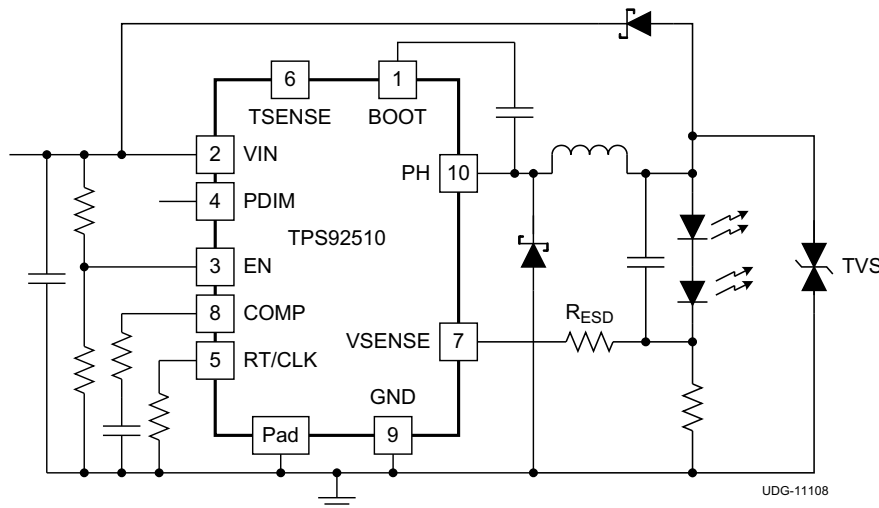 6
1
TSENSE
BOOT
2
VIN
PH
10
4
PDIM
TPS92510
3
EN
TVS
8
COMP
R_ESD
VSENSE
7
5
RT/CLK
GND
Pad
9
UDG-11108